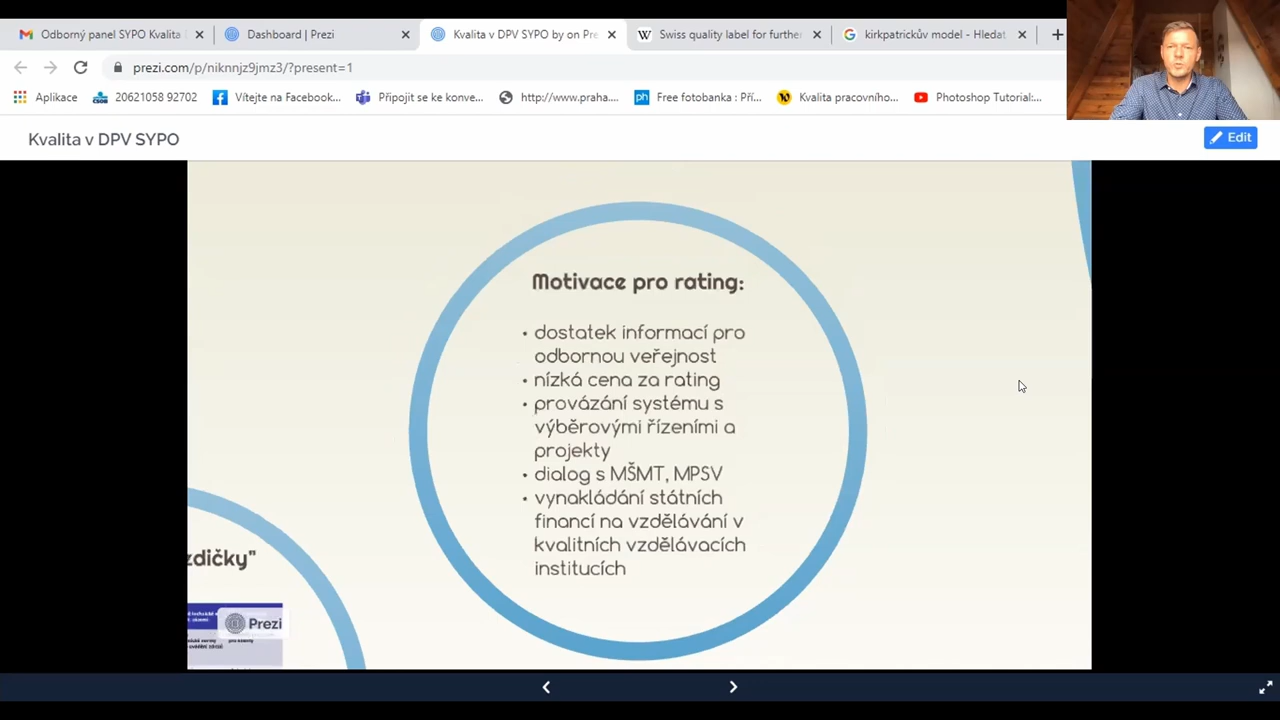 Odborný panel SYPO Kvalita
Dashboard | Prezi
Kvalita v DPV SYPO by on Pre
Swiss quality label for further
kirkpatrickův model - Hledat
prezi.com/p/niknnjz9jmz3/?present=1
Aplikace
20621058 92702
Vítejte na Facebook...
Připojit se ke konve...
http://www.praha....
Free fotobanka : Pří...
Kvalita pracovního...
Photoshop Tutorial:...
Kvalita v DPV SYPO
Edit
Motivace pro rating:
• dostatek informací pro
odbornou veřejnost
• nízká cena za rating
• provázání systému s
výběrovými řízeními a
projekty
• dialog s MŠMT, MPSV
• vynakládání státních
financí na vzdělávání v
kvalitních vzdělávacích
institucích
zdičky"
Prezi